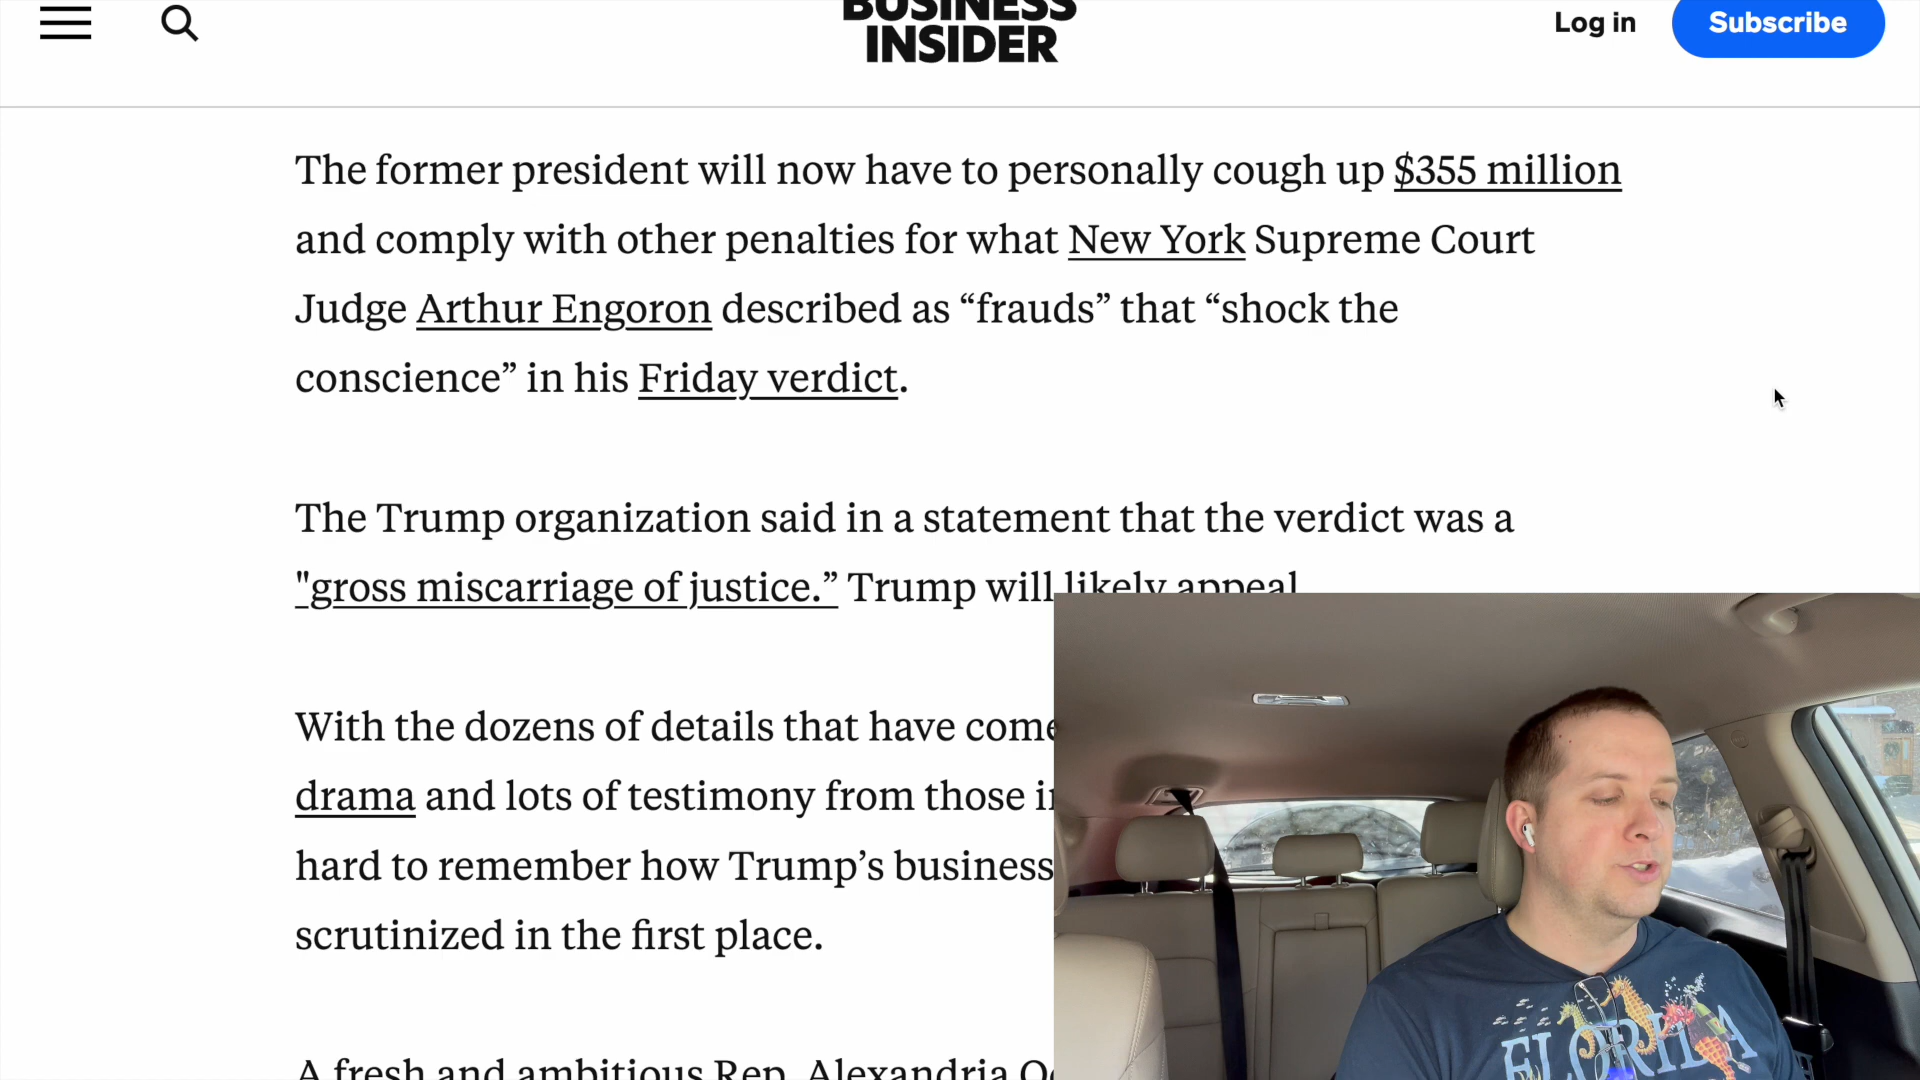 BUSINESS
INSIDER
Log in
Subscribe
The former president will now have to personally cough up $355 million
and comply with other penalties for what New York Supreme Court
Judge Arthur Engoron described as “frauds” that “shock the
conscience” in his Friday verdict.
The Trump organization said in a statement that the verdict was a
"gross miscarriage of justice.” Trump will likely appeal
With the dozens of details that have come
drama and lots of testimony from those
hard to remember how Trump’s business
scrutinized in the first place.
A fresh and ambitious Rep. Alexandria
FLORIDA